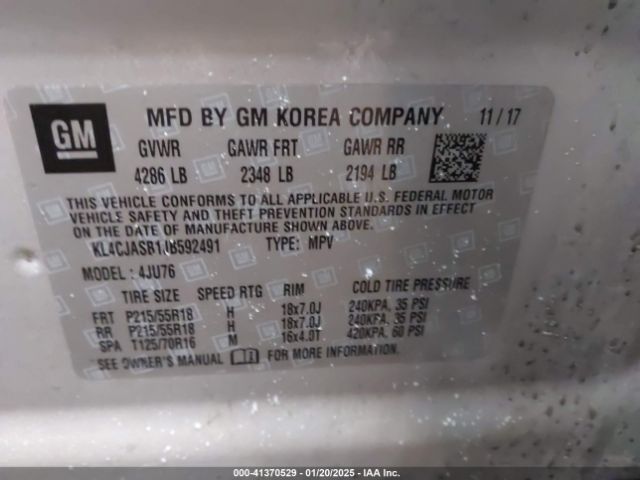 GM
MFD BY GM KOREA COMPANY 11/17
GVWR GAWR FRT GAWR RR
4286 LB 2348 LB 2194 LB
THIS VEHICLE CONFORMS TO ALL APPLICABLE U.S. FEDERAL MOTOR
VEHICLE SAFETY AND THEFT PREVENTION STANDARDS IN EFFECT
ON THE DATE OF MANUFACTURE SHOWN ABOVE.
TYPE: MPV
MODEL: 4JU76
TIRE SIZE SPEED RTG RIM COLD TIRE PRESSURE
FRT P215/55R18 H 18x7.0J 240KPA, 35 PSI
RR P215/55R18 H 18x7.0J 240KPA, 35 PSI
SPA T125/70R16 M 16x4.0T 420KPA, 60 PSI
SEE OWNER'S MANUAL FOR MORE INFORMATION.
000-41370529 - 01/20/2025 - IAA Inc.